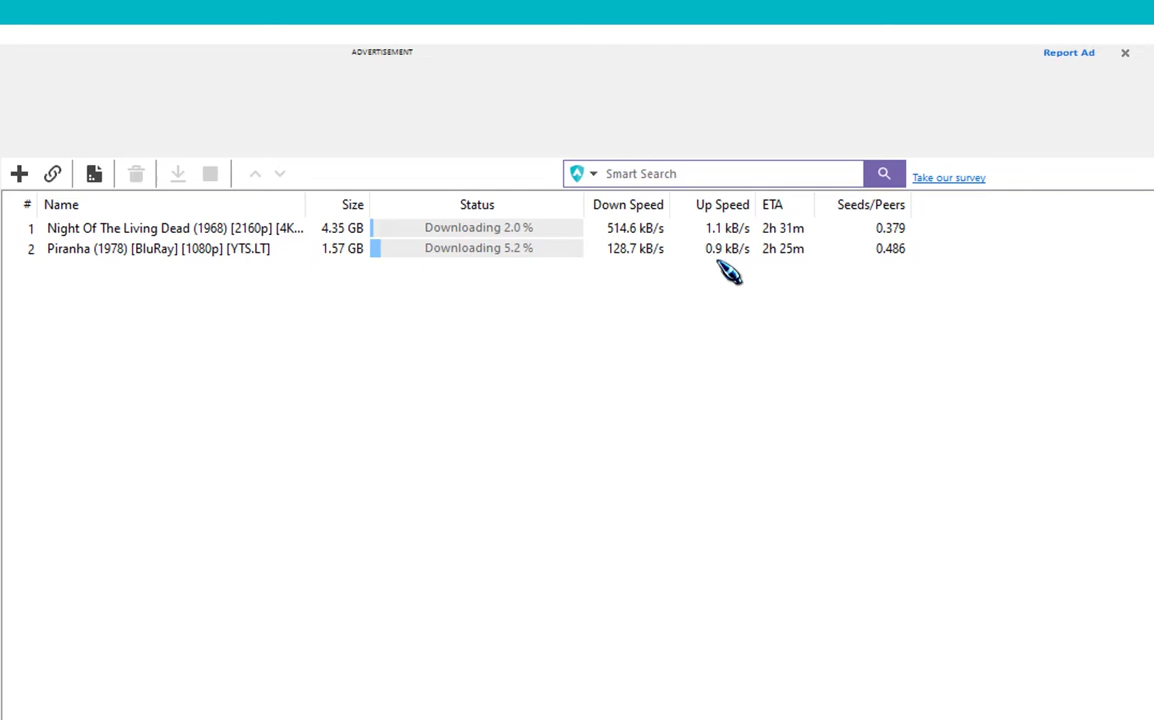 ADVERTISEMENT
Report Ad
Smart Search
Take our survey
# Name Size Status Down Speed Up Speed ETA Seeds/Peers
1 Night Of The Living Dead (1968) [2160p] [4K... 4.35 GB Downloading 2.0 % 514.6 kB/s 1.1 kB/s 2h 31m 0.379
2 Piranha (1978) [BluRay] [1080p] [YTS.LT] 1.57 GB Downloading 5.2 % 128.7 kB/s 0.9 kB/s 2h 25m 0.486